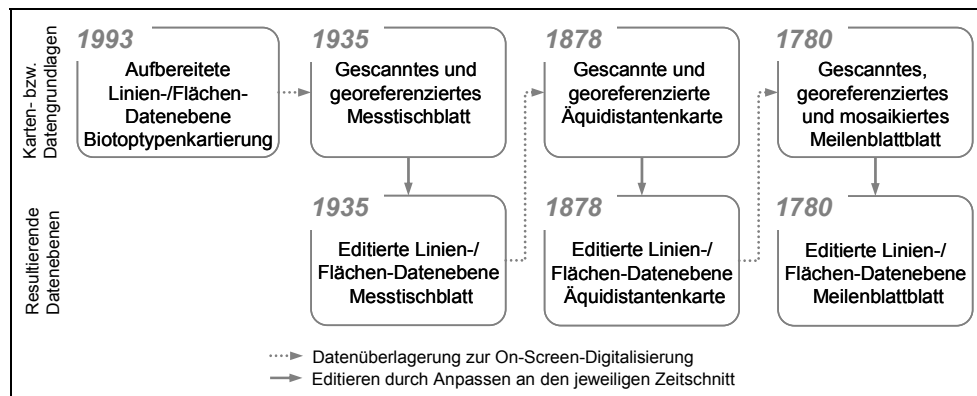 Karten- bzw.
Datengrundlagen
1993
Aufbereitete
Linien-/Flächen-
Datenebene
Biotoptypenkartierung
1935
Gescanntes und
georeferenziertes
Messtischblatt
1878
Gescannte und
georeferenzierte
Äquidistantenkarte
1780
Gescanntes,
georeferenziertes
und mosaikiertes
Meilenblattblatt
Resultierende
Datenebenen
1935
Editierte Linien-/
Flächen-Datenebene
Messtischblatt
1878
Editierte Linien-/
Flächen-Datenebene
Äquidistantenkarte
1780
Editierte Linien-/
Flächen-Datenebene
Meilenblattblatt
Datenüberlagerung zur On-Screen-Digitalisierung
Editieren durch Anpassen an den jeweiligen Zeitschnitt